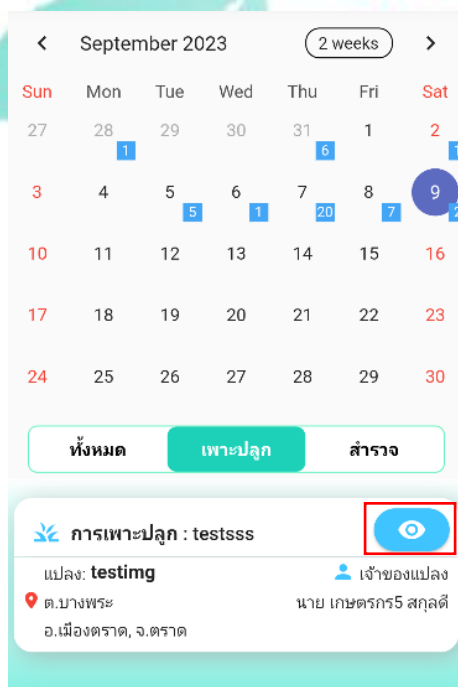 September 2023 2 weeks
Sun Mon Tue Wed Thu Fri Sat
27 28 29 30 31 1 2
1 6 1
3 4 5 6 7 8 9
5 1 20 7 2
10 11 12 13 14 15 16
17 18 19 20 21 22 23
24 25 26 27 28 29 30
ทั้งหมด เพาะปลูก สำรวจ
การเพาะปลูก : testsss
แปลง: testimg เจ้าของแปลง
ต.บางพระ นาย เกษตรกร5 สกุลดี
อ.เมืองตราด, จ.ตราด